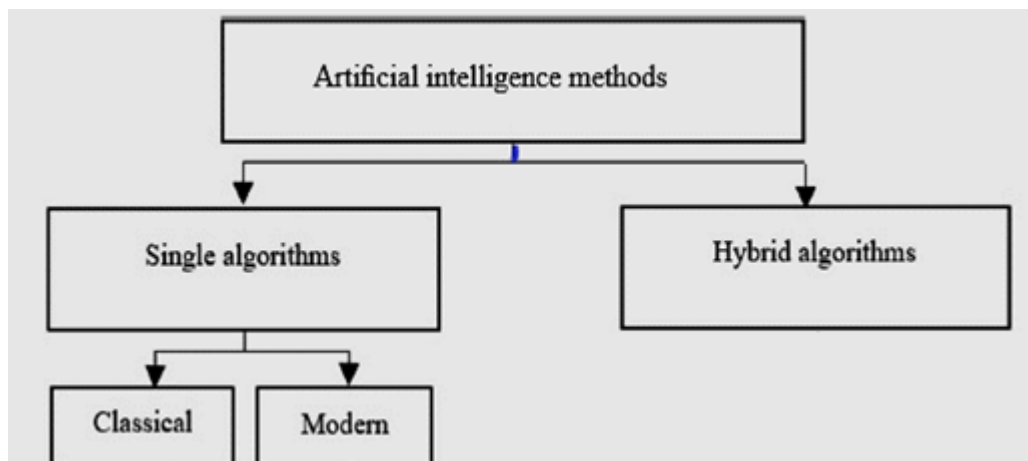 Artificial intelligence methods
Single algorithms
Hybrid algorithms
Classical
Modern